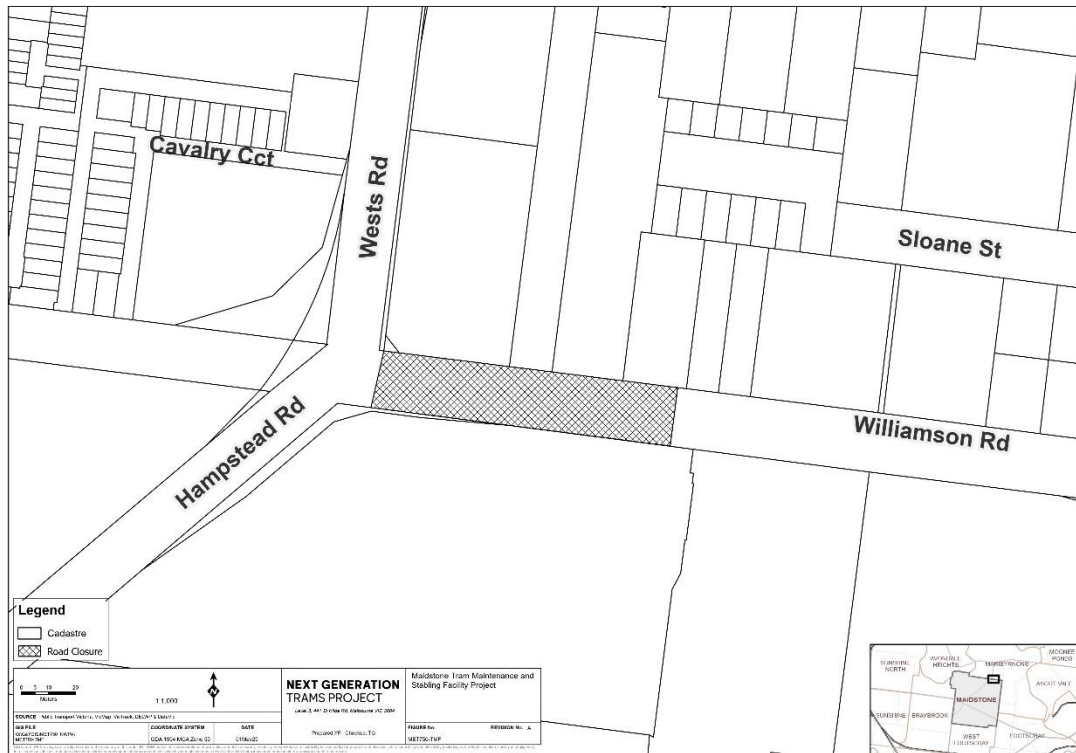 Cavalry Cct
Wests Rd
Sloane St
Hampstead Rd
Williamson Rd
Legend
Cadastre
Road Closure
0 5 10 20
Meters
N
1:1,000
NEXT GENERATION
TRAMS PROJECT
Maidstone Tram Maintenance and
Stabling Facility Project
SOURCE
GIS FILE
COORDINATE SYSTEM
GDA 1994 MGA Zone 55
DATE
FIGURE No.
REVISION No. A
SUNSHINE
NORTH
AVONDALE
HEIGHTS
MARIBYRNONG
MOONEE
PONDS
ASCOT VALE
MAIDSTONE
SUNSHINE
BRAYBROOK
WEST
FOOTSCRAY
FOOTSCRAY